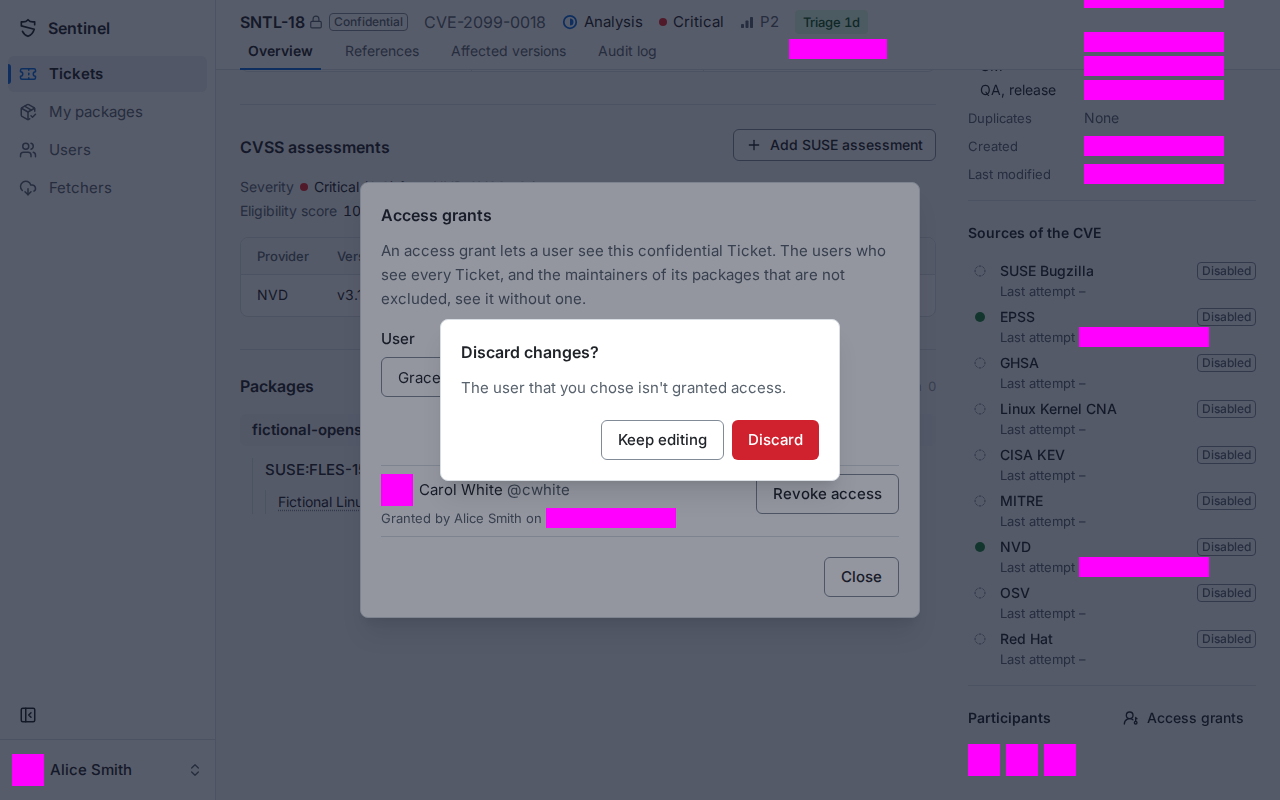 Sentinel
Tickets
My packages
Users
Fetchers
Alice Smith
SNTL-18 Confidential CVE-2099-0018 Analysis Critical P2 Triage 1d
Overview References Affected versions Audit log
CVSS assessments
Add SUSE assessment
Severity Critical
Eligibility score 10
Provider
NVD
Packages
0
Access grants
An access grant lets a user see this confidential Ticket. The users who
see every Ticket, and the maintainers of its packages that are not
excluded, see it without one.
User
Grace
Discard changes?
The user that you chose isn't granted access.
Keep editing Discard
Carol White @cwhite
Revoke access
Granted by Alice Smith on
Close
QA, release
Duplicates None
Created
Last modified
Sources of the CVE
SUSE Bugzilla Disabled
Last attempt –
EPSS Disabled
Last attempt
GHSA Disabled
Last attempt –
Linux Kernel CNA Disabled
Last attempt –
CISA KEV Disabled
Last attempt –
MITRE Disabled
Last attempt –
NVD Disabled
Last attempt
OSV Disabled
Last attempt –
Red Hat Disabled
Last attempt –
Participants Access grants